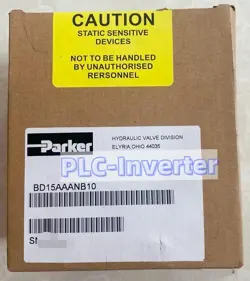 CAUTION
STATIC SENSITIVE
DEVICES
NOT TO BE HANDLED
BY UNAUTHORISED
RERSONNEL
Parker
HYDRAULIC VALVE DIVISION
ELYRIA,OHIO 44035
PLC-Inverter
BD15AAANB10
SN